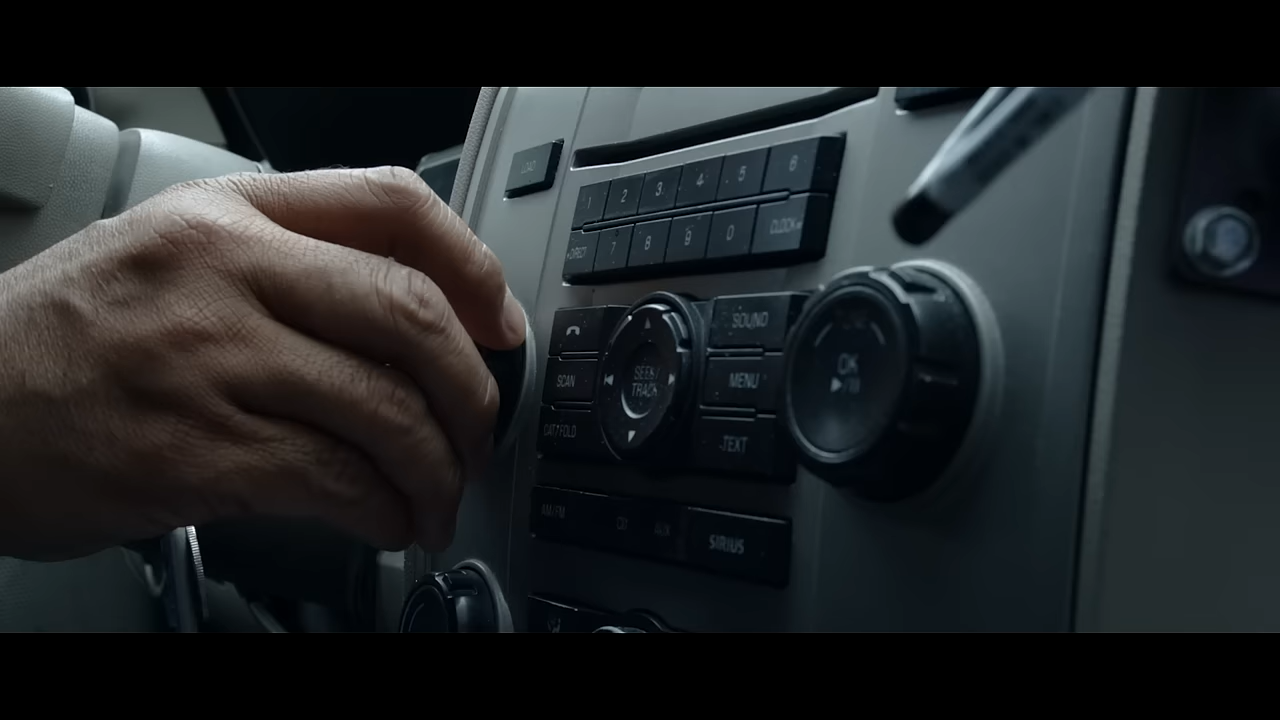 LOAD
1 2 3 4 5 6
DIRECT 7 8 9 0 CLOCK
SOUND
SCAN SEEK/ MENU OK
TRACK
CAT/FOLD TEXT
AM/FM CD AUX SIRIUS